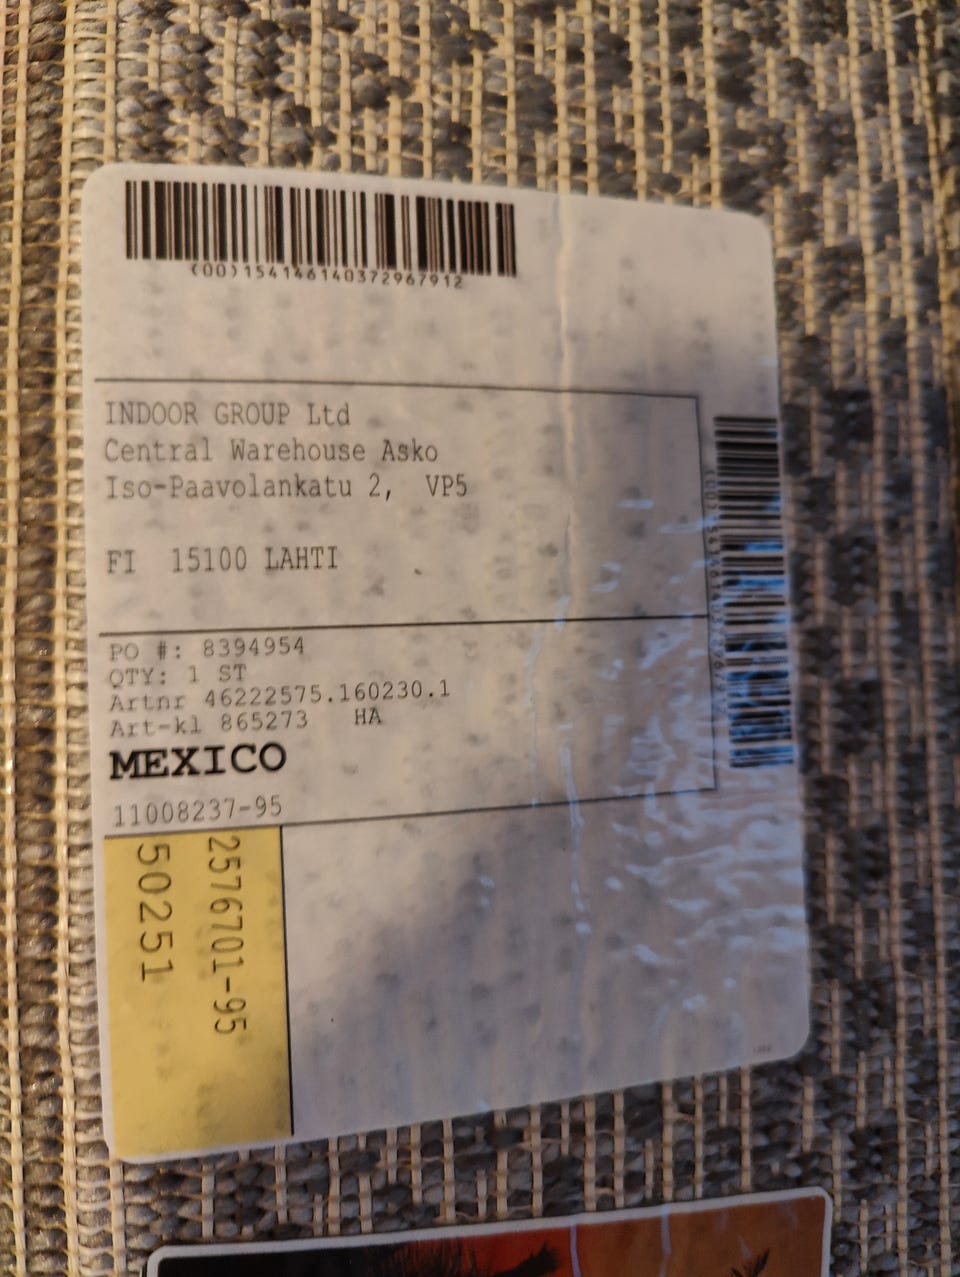 (00)154146140372967912
INDOOR GROUP Ltd
Central Warehouse Asko
Iso-Paavolankatu 2, VP5
FI 15100 LAHTI
PO #: 8394954
QTY: 1 ST
Artnr 46222575.160230.1
Art-kl 865273 HA
MEXICO
11008237-95
2576701-95
50251